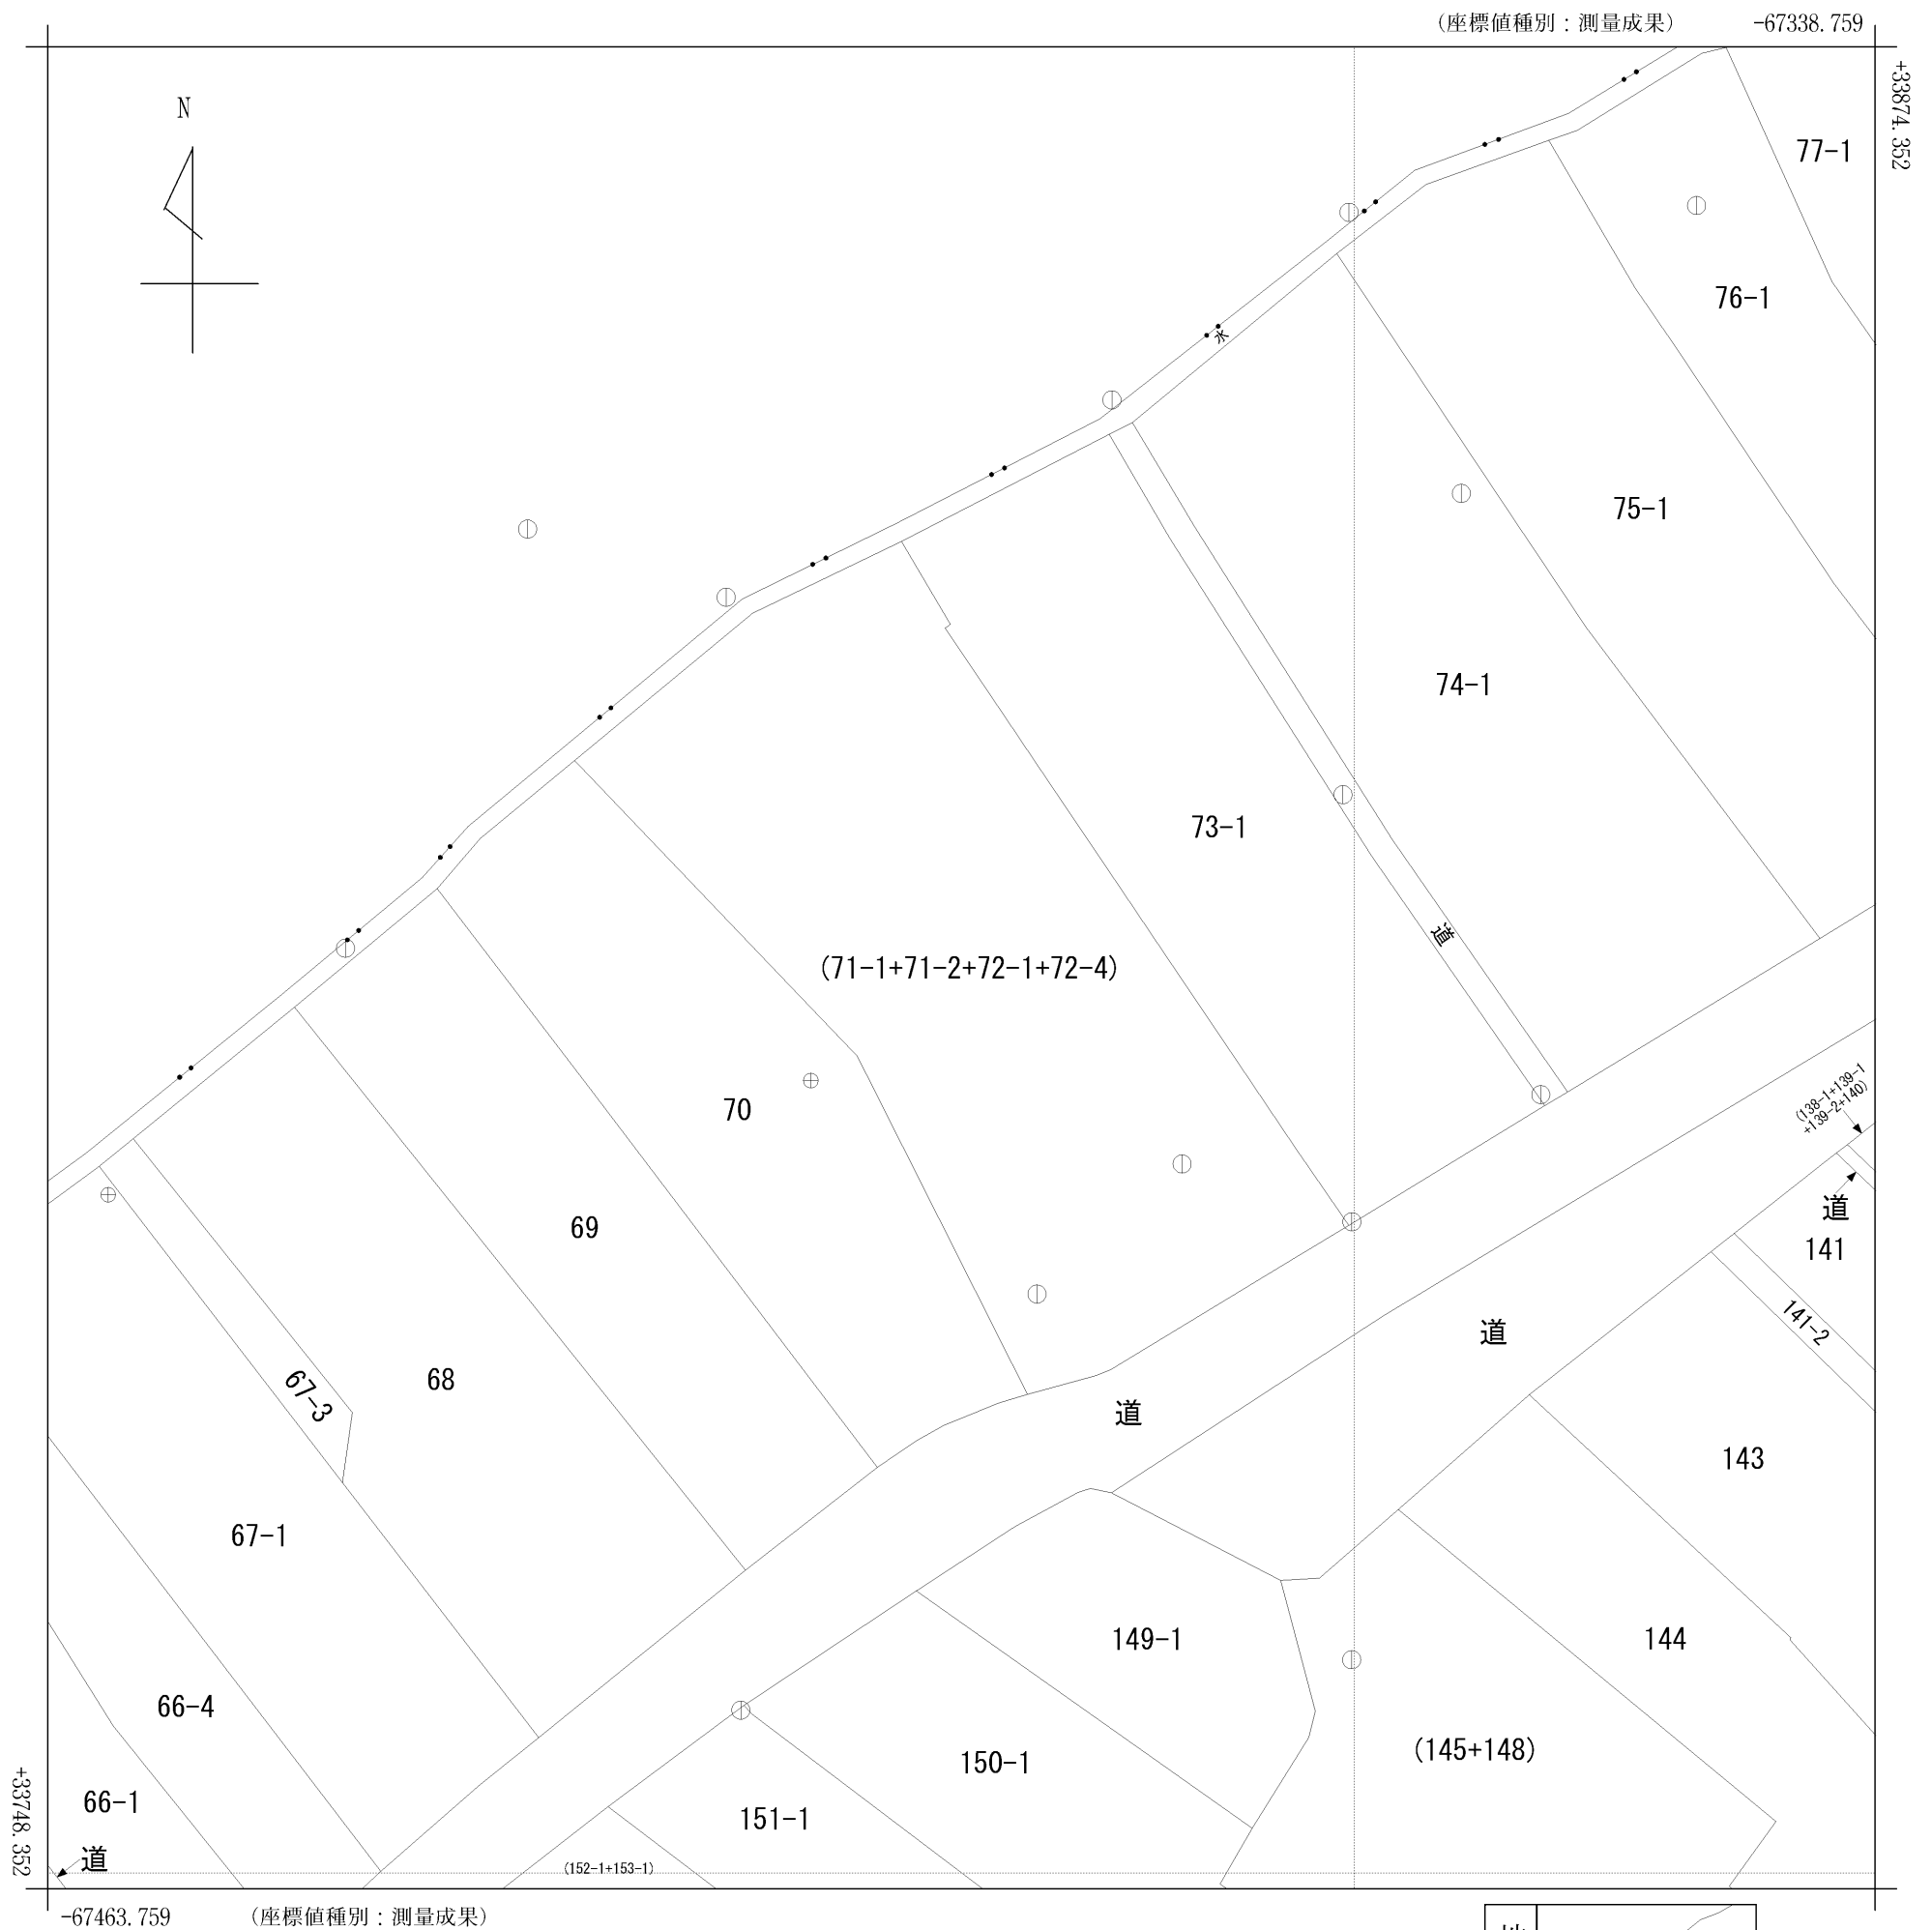 (座標値種別：測量成果) -67338.759
+33874.352
N
77-1
76-1
水
75-1
74-1
73-1
道
(71-1+71-2+72-1+72-4)
70
69
68
67-3
67-1
66-4
66-1
道
(138-1+139-1
+139-2+140)
道
141
141-2
道
道
143
144
149-1
(145+148)
150-1
151-1
(152-1+153-1)
+33748.352
-67463.759 (座標値種別：測量成果)